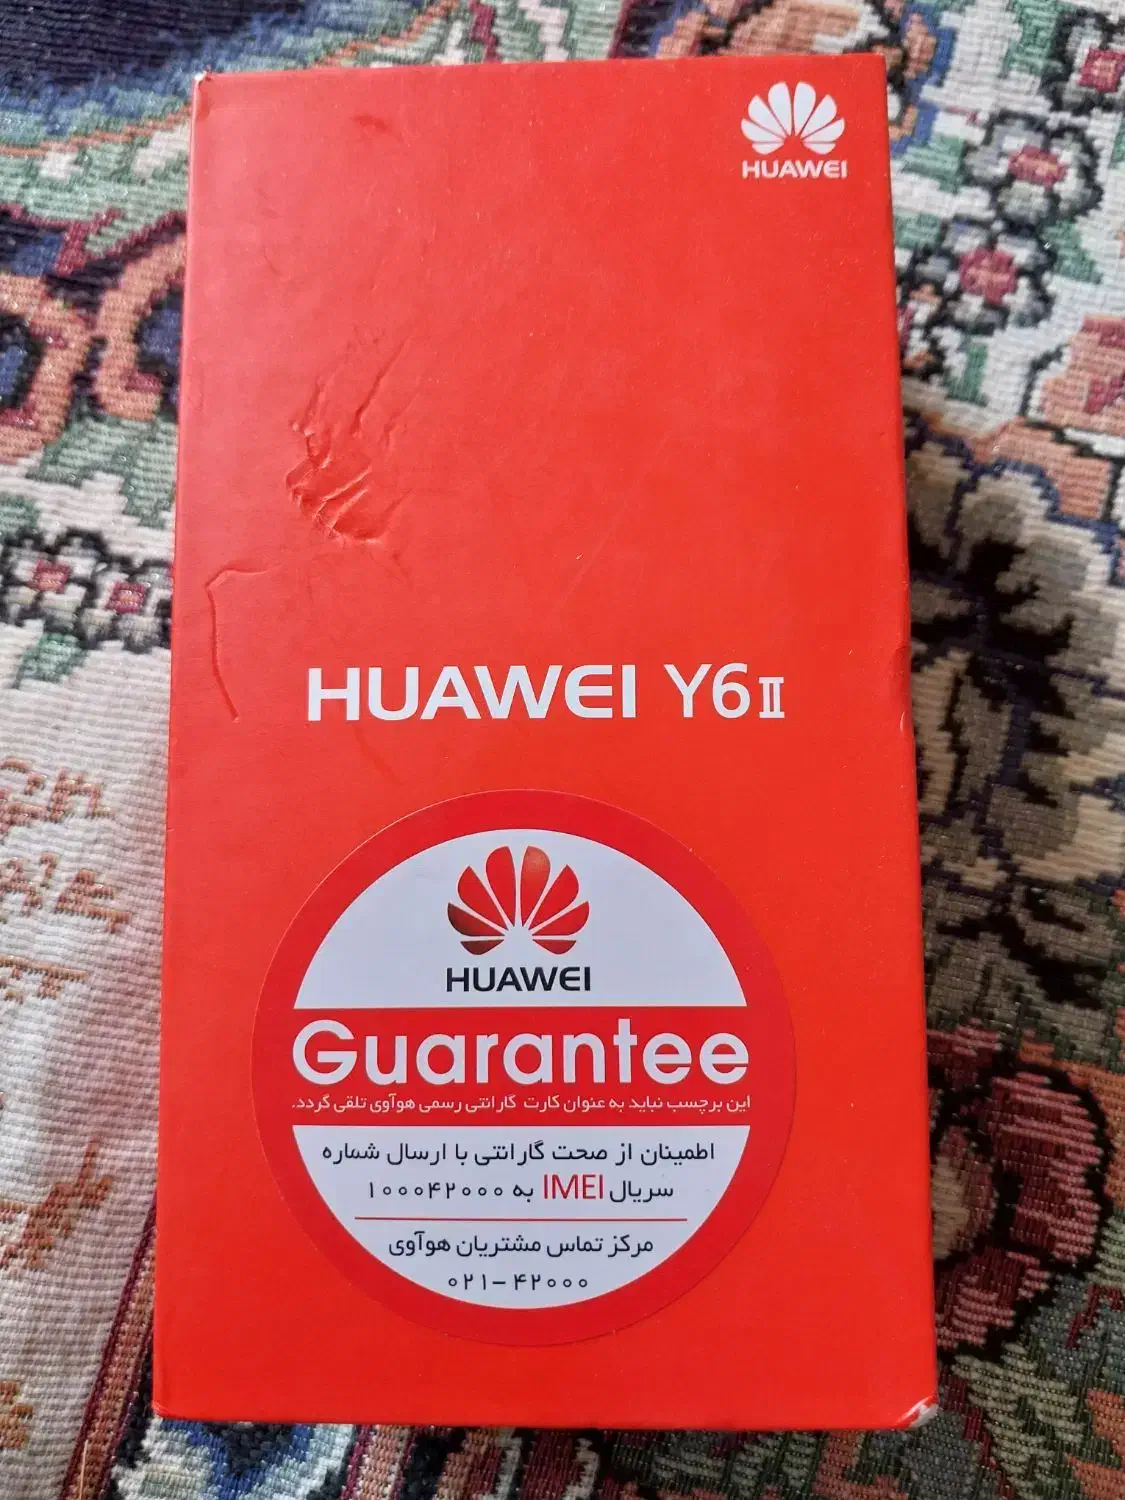 HUAWEI
HUAWEI Y6II
HUAWEI
Guarantee
این برچسب نباید به عنوان کارت گارانتی رسمی هوآوی تلقی گردد.
اطمینان از صحت گارانتی با ارسال شماره
سریال IMEI به ۱۰۰۰۴۲۰۰۰
مرکز تماس مشتریان هوآوی
۰۲۱-۴۲۰۰۰